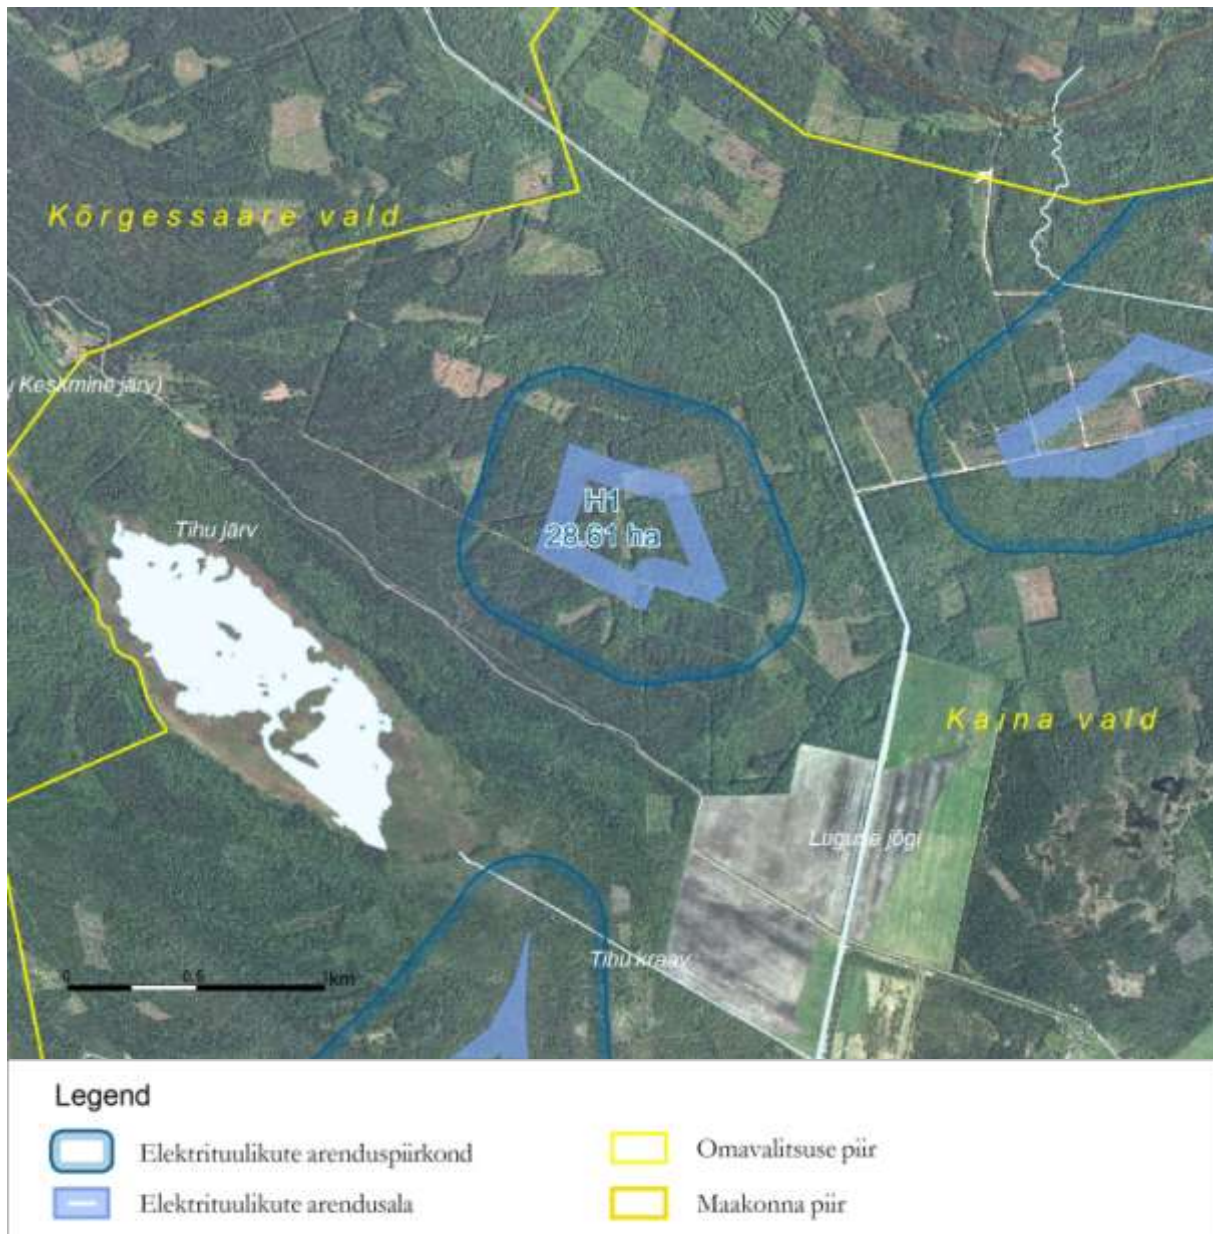 Kõrgessaare vald
y Keskmine järv)
H1
28.61 ha
Tihu järv
Käina vald
Luguse jõgi
Tihu kraav
0 0.5 1km
Legend
Elektrituulikute arenduspiirkond
Elektrituulikute arendusala
Omavalitsuse piir
Maakonna piir